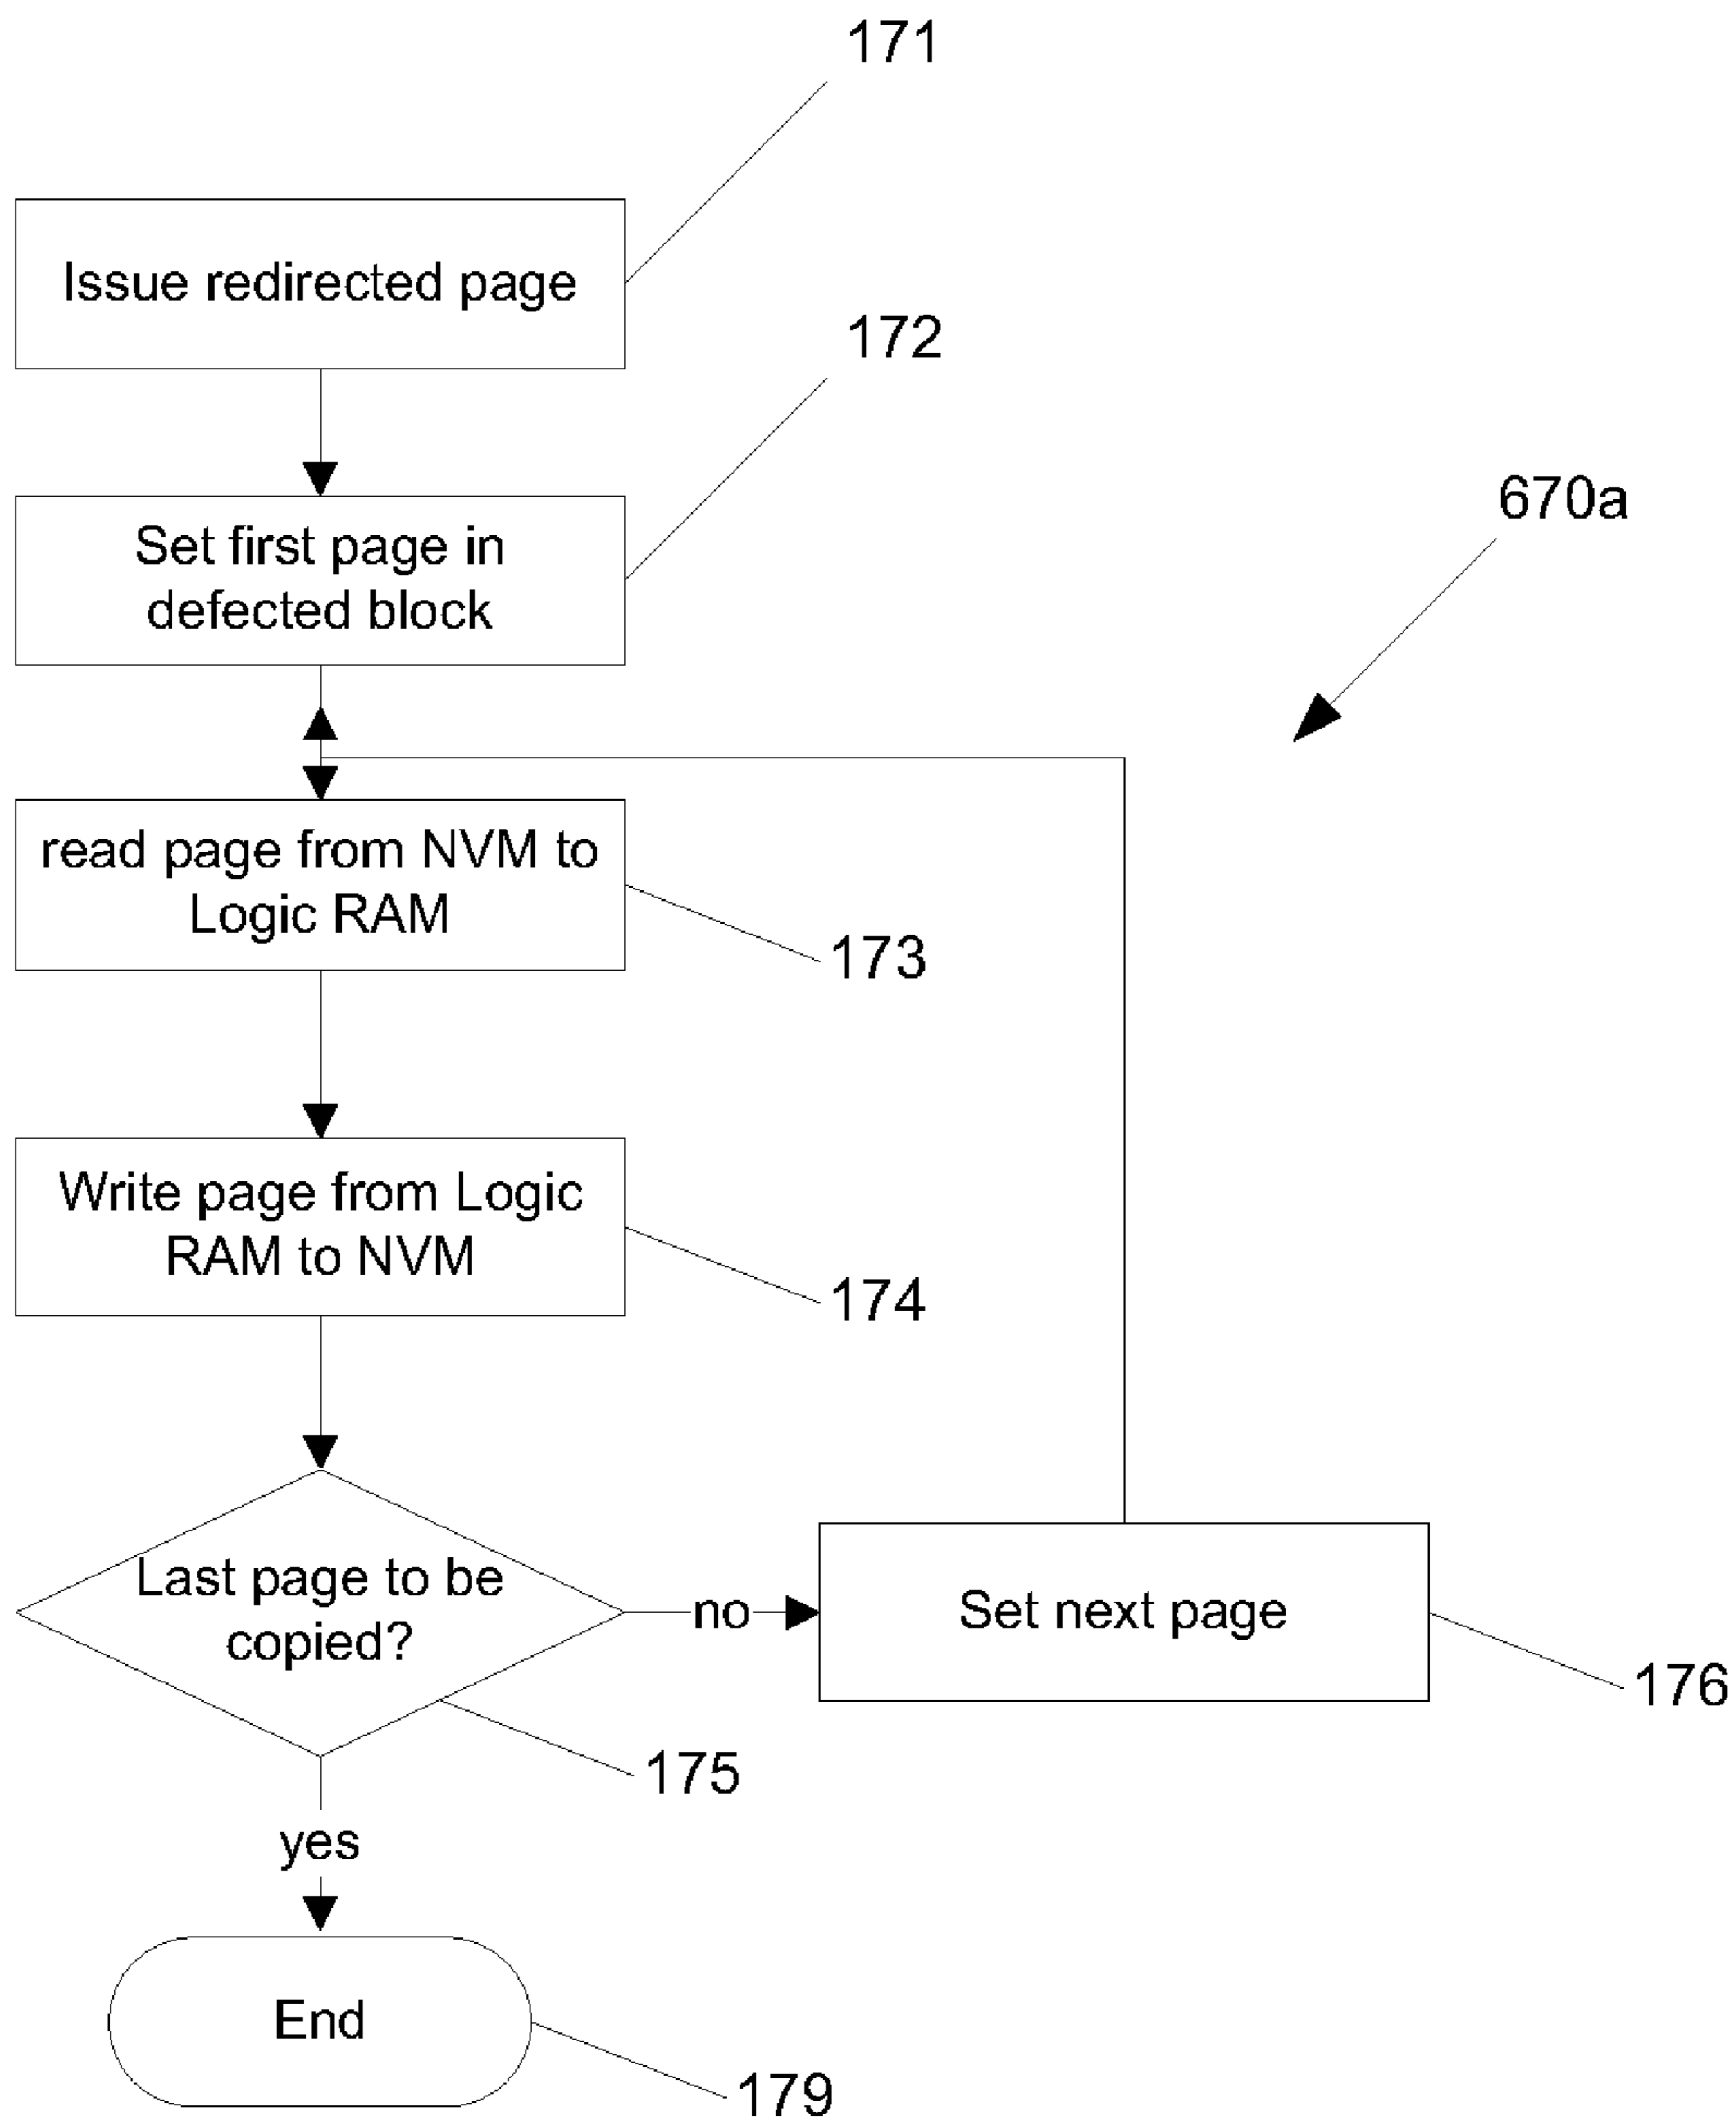 171
Issue redirected page
172
Set first page in
defected block
670a
read page from NVM to
Logic RAM
173
Write page from Logic
RAM to NVM
174
Last page to be
copied?
no
Set next page
176
175
yes
End
179